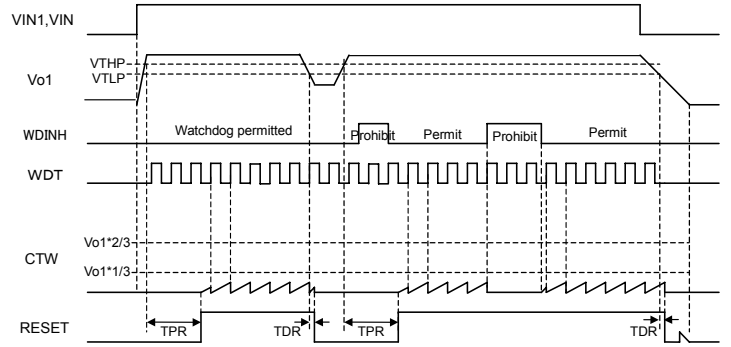 VIN1,VIN
VTHP
VTLP
Vo1
WDINH
Watchdog permitted
Prohibit
Permit
Prohibit
Permit
WDT
Vo1*2/3
CTW
Vo1*1/3
RESET
TPR
TDR
TPR
TDR